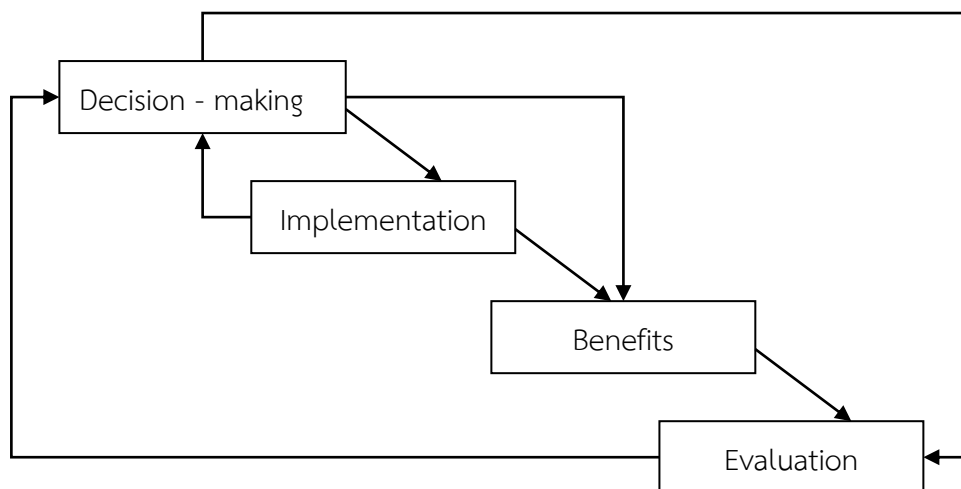 Decision - making
Implementation
Benefits
Evaluation